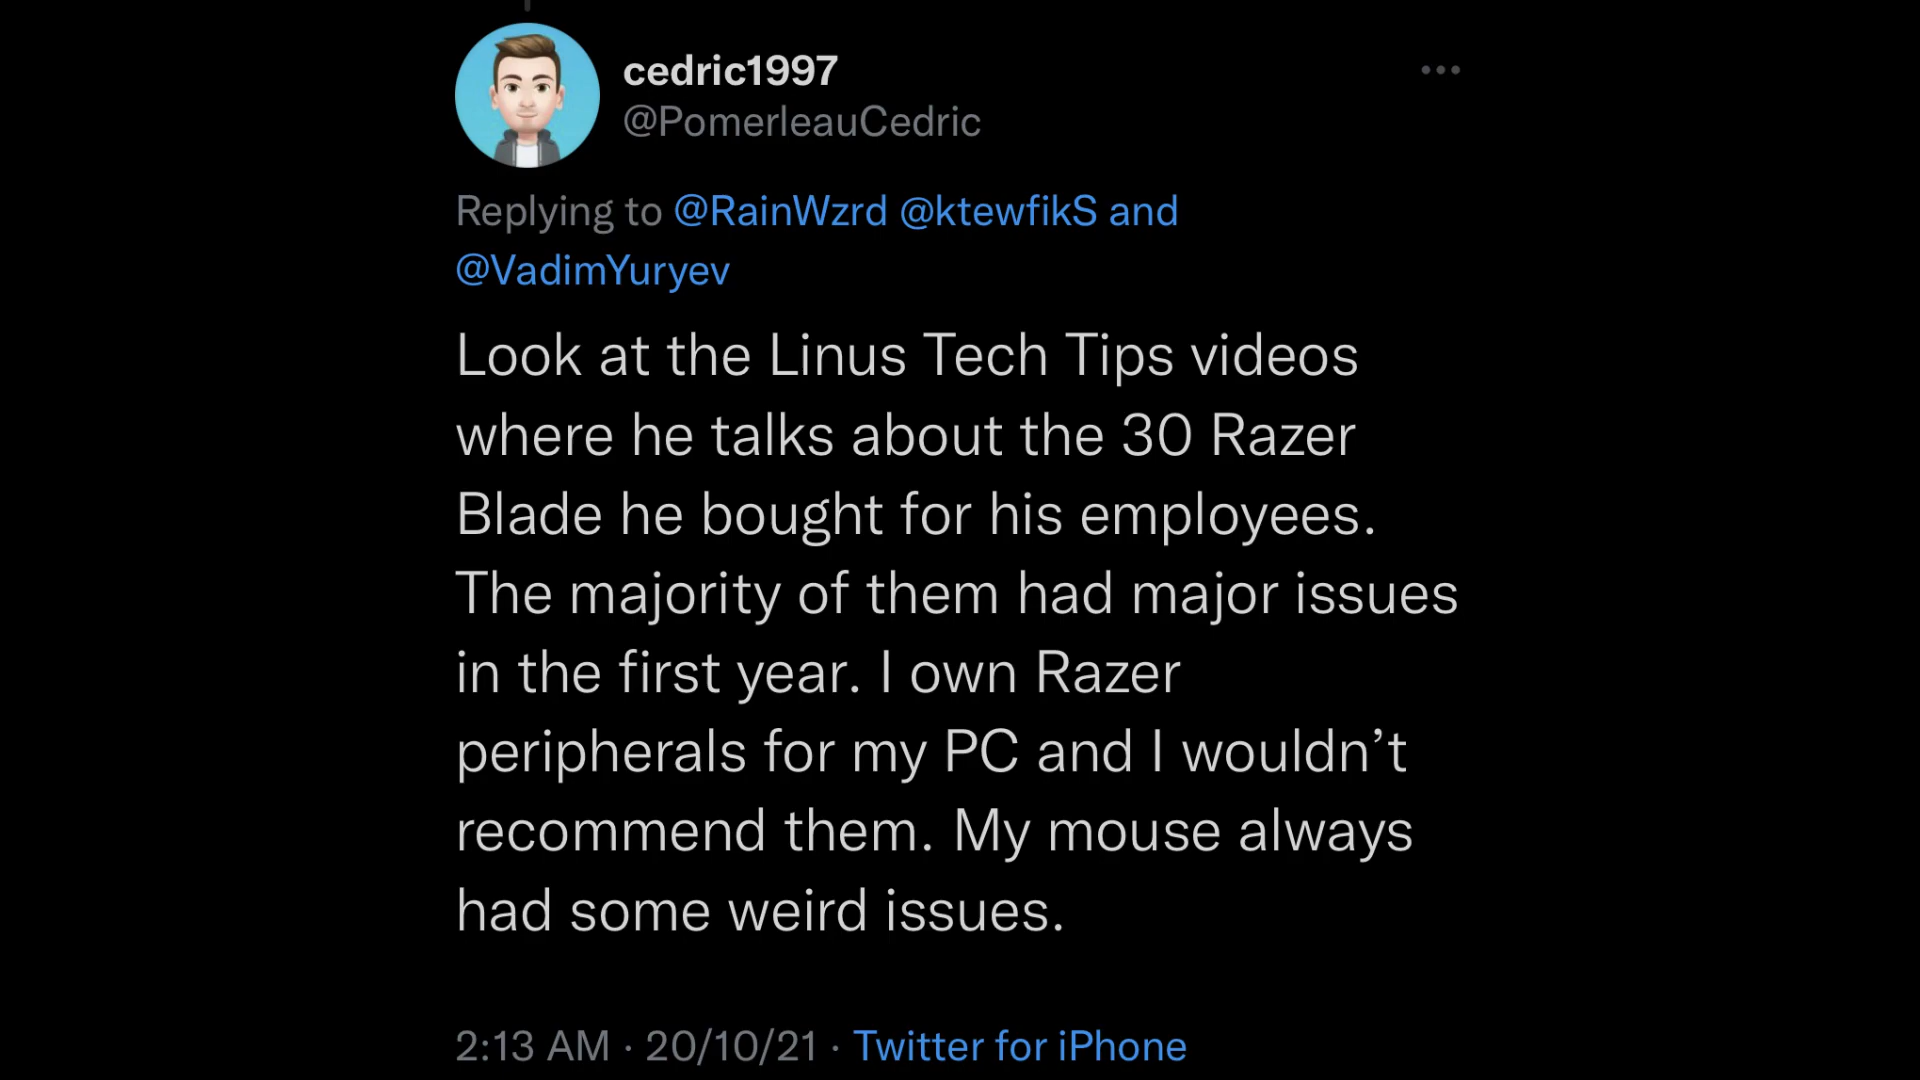 cedric1997
@PomerleauCedric
Replying to @RainWzrd @ktewfikS and
@VadimYuryev
Look at the Linus Tech Tips videos
where he talks about the 30 Razer
Blade he bought for his employees.
The majority of them had major issues
in the first year. I own Razer
peripherals for my PC and I wouldn’t
recommend them. My mouse always
had some weird issues.
2:13 AM · 20/10/21 · Twitter for iPhone